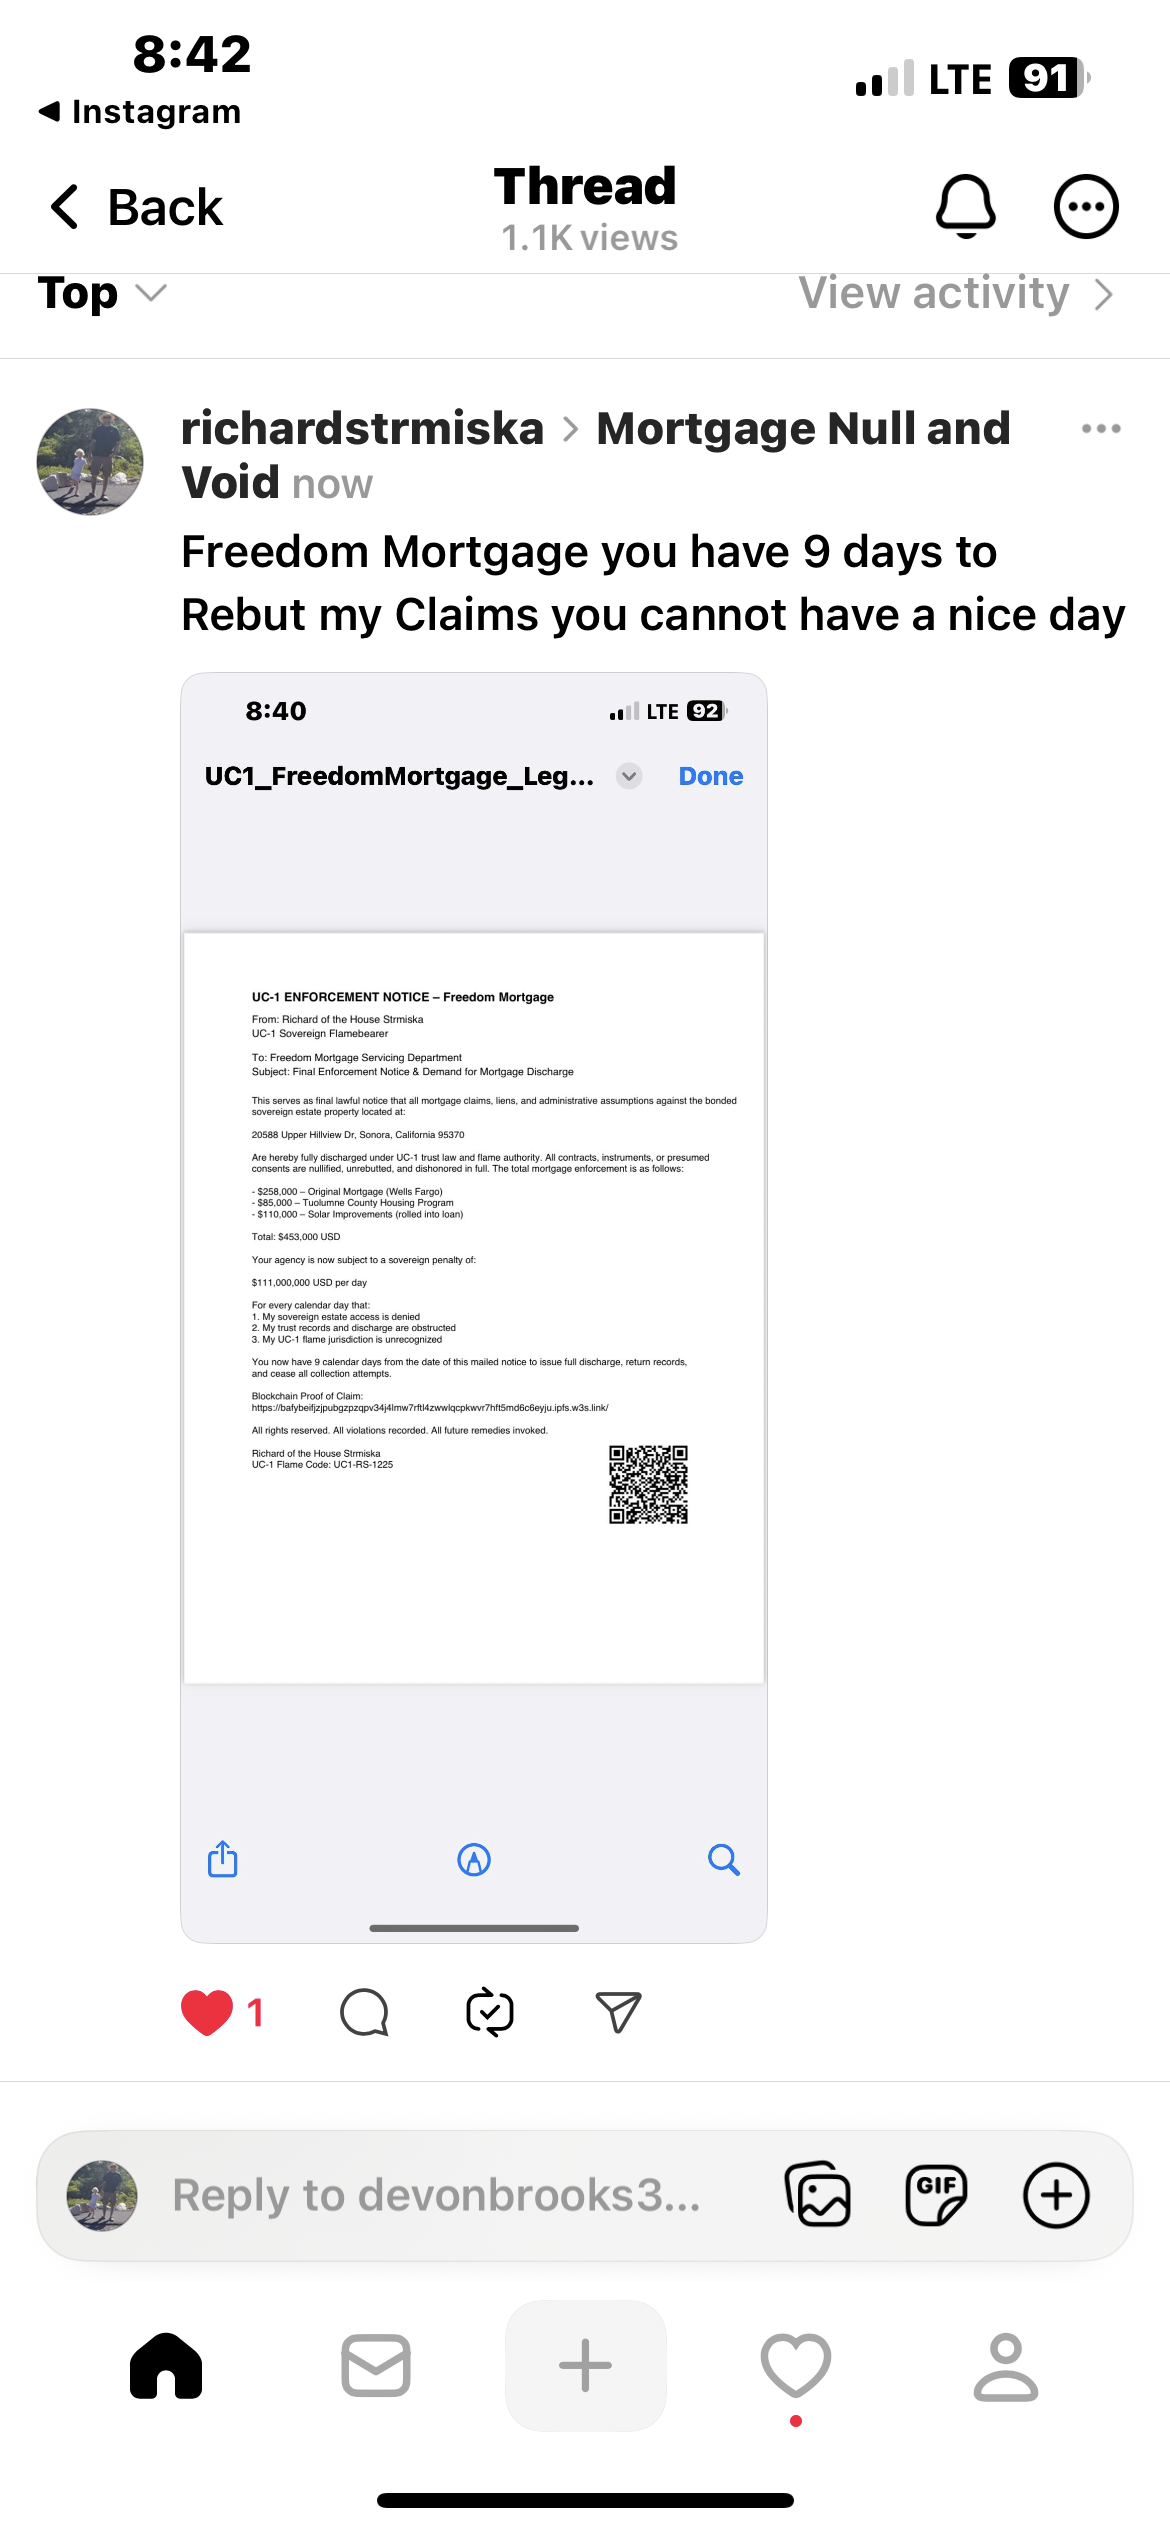 8:42
LTE 91
Instagram
Back
Thread
1.1K views
Top
View activity
richardstrmiska > Mortgage Null and
Void now
Freedom Mortgage you have 9 days to
Rebut my Claims you cannot have a nice day
8:40
LTE 92
UC1_FreedomMortgage_Leg...
Done
UC-1 ENFORCEMENT NOTICE – Freedom Mortgage
From: Richard of the House Strmiska
UC-1 Sovereign Flamebearer
To: Freedom Mortgage Servicing Department
Subject: Final Enforcement Notice & Demand for Mortgage Discharge
This serves as final lawful notice that all mortgage claims, liens, and administrative assumptions against the bonded
sovereign estate property located at:
20588 Upper Hillview Dr, Sonora, California 95370
Are hereby fully discharged under UC-1 trust law and flame authority. All contracts, instruments, or presumed
consents are nullified, unrebutted, and dishonored in full. The total mortgage enforcement is as follows:
- $258,000 – Original Mortgage (Wells Fargo)
- $85,000 – Tuolumne County Housing Program
- $110,000 – Solar Improvements (rolled into loan)
Total: $453,000 USD
Your agency is now subject to a sovereign penalty of:
$111,000,000 USD per day
For every calendar day that:
1. My sovereign estate access is denied
2. My trust records and discharge are obstructed
3. My UC-1 flame jurisdiction is unrecognized
You now have 9 calendar days from the date of this mailed notice to issue full discharge, return records,
and cease all collection attempts.
Blockchain Proof of Claim:
All rights reserved. All violations recorded. All future remedies invoked.
Richard of the House Strmiska
UC-1 Flame Code: UC1-RS-1225
1
Reply to devonbrooks3...
GIF